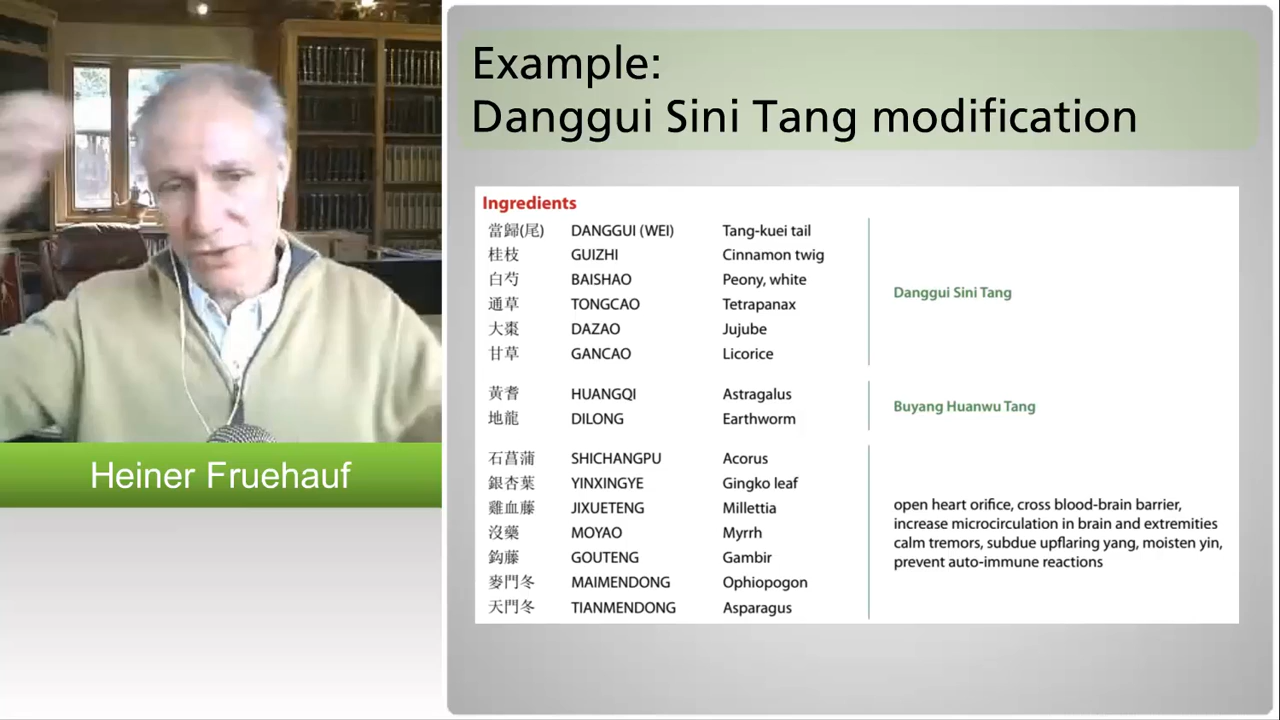 Example:
Danggui Sini Tang modification
Ingredients
當歸(尾) DANGGUI (WEI) Tang-kuei tail
桂枝 GUIZHI Cinnamon twig
白芍 BAISHAO Peony, white
通草 TONGCAO Tetrapanax
大棗 DAZAO Jujube
甘草 GANCAO Licorice
Danggui Sini Tang
黃耆 HUANGQI Astragalus
地龍 DILONG Earthworm
Buyang Huanwu Tang
石菖蒲 SHICHANGPU Acorus
銀杏葉 YINXINGYE Gingko leaf
雞血藤 JIXUETENG Millettia
沒藥 MOYAO Myrrh
鈎藤 GOUTENG Gambir
麥門冬 MAIMENDONG Ophiopogon
天門冬 TIANMENDONG Asparagus
open heart orifice, cross blood-brain barrier,
increase microcirculation in brain and extremities
calm tremors, subdue upflaring yang, moisten yin,
prevent auto-immune reactions
Heiner Fruehauf